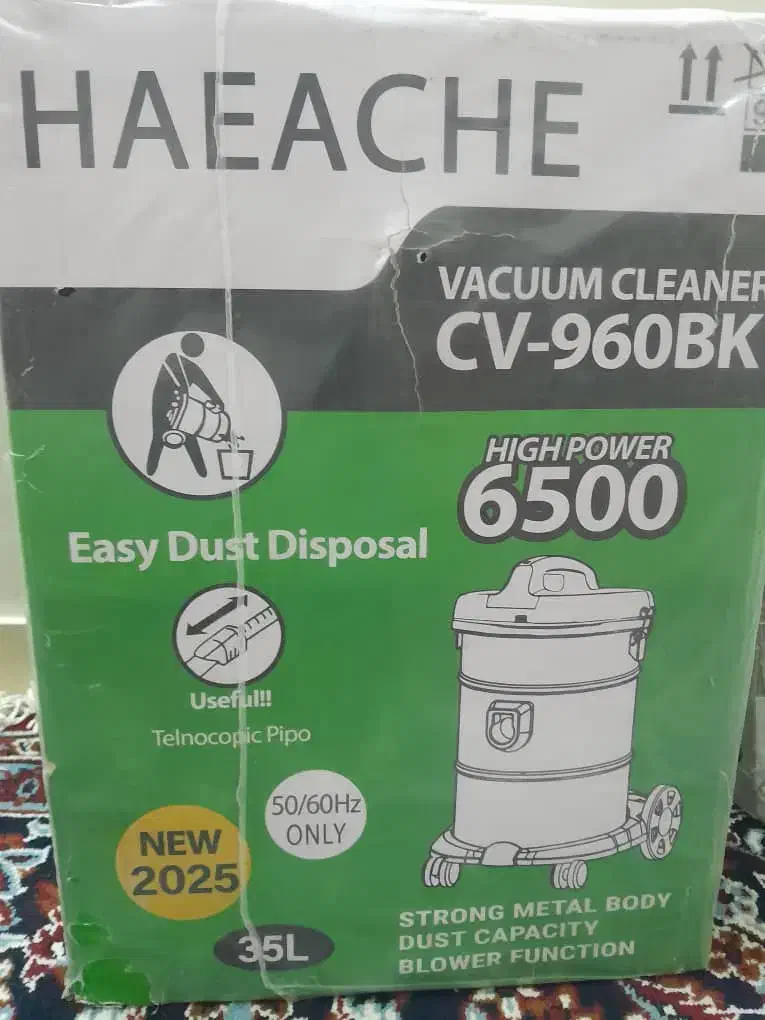 HAEACHE
VACUUM CLEANER
CV-960BK
HIGH POWER
6500
Easy Dust Disposal
Useful!!
Telnocopic Pipo
50/60Hz
ONLY
NEW
2025
35L
STRONG METAL BODY
DUST CAPACITY
BLOWER FUNCTION